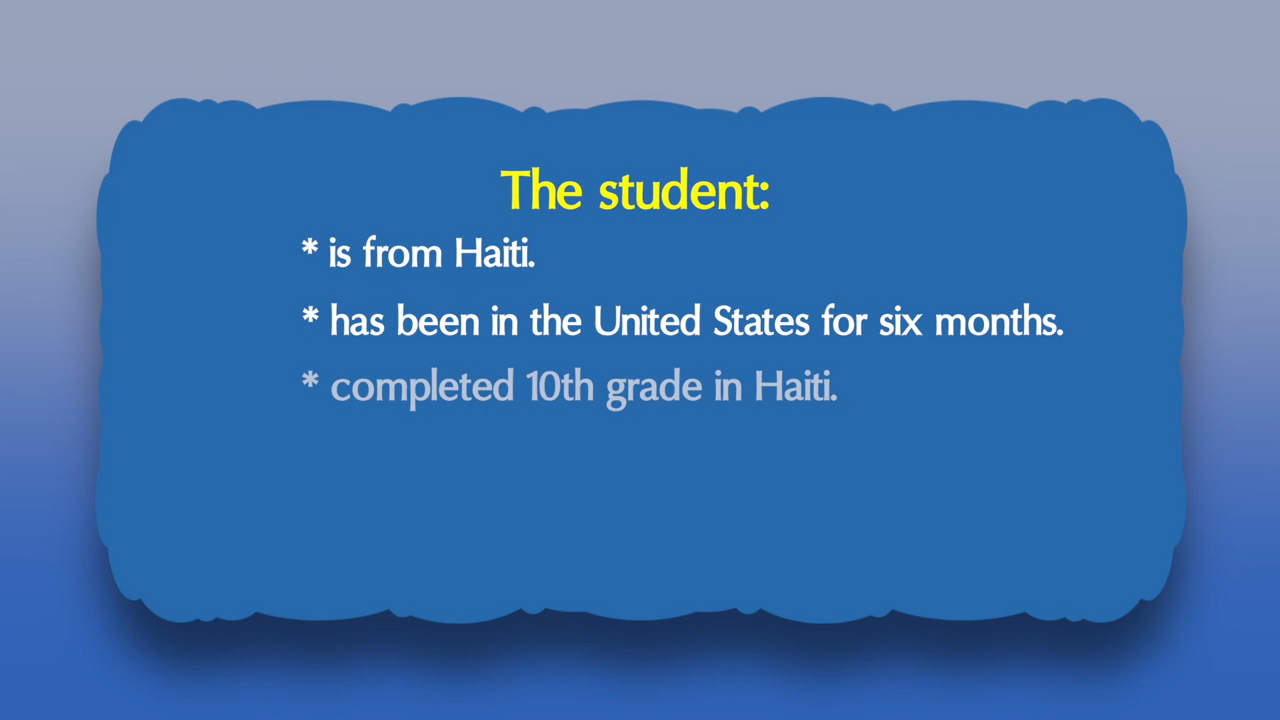 The student:
* is from Haiti.
* has been in the United States for six months.
* completed 10th grade in Haiti.